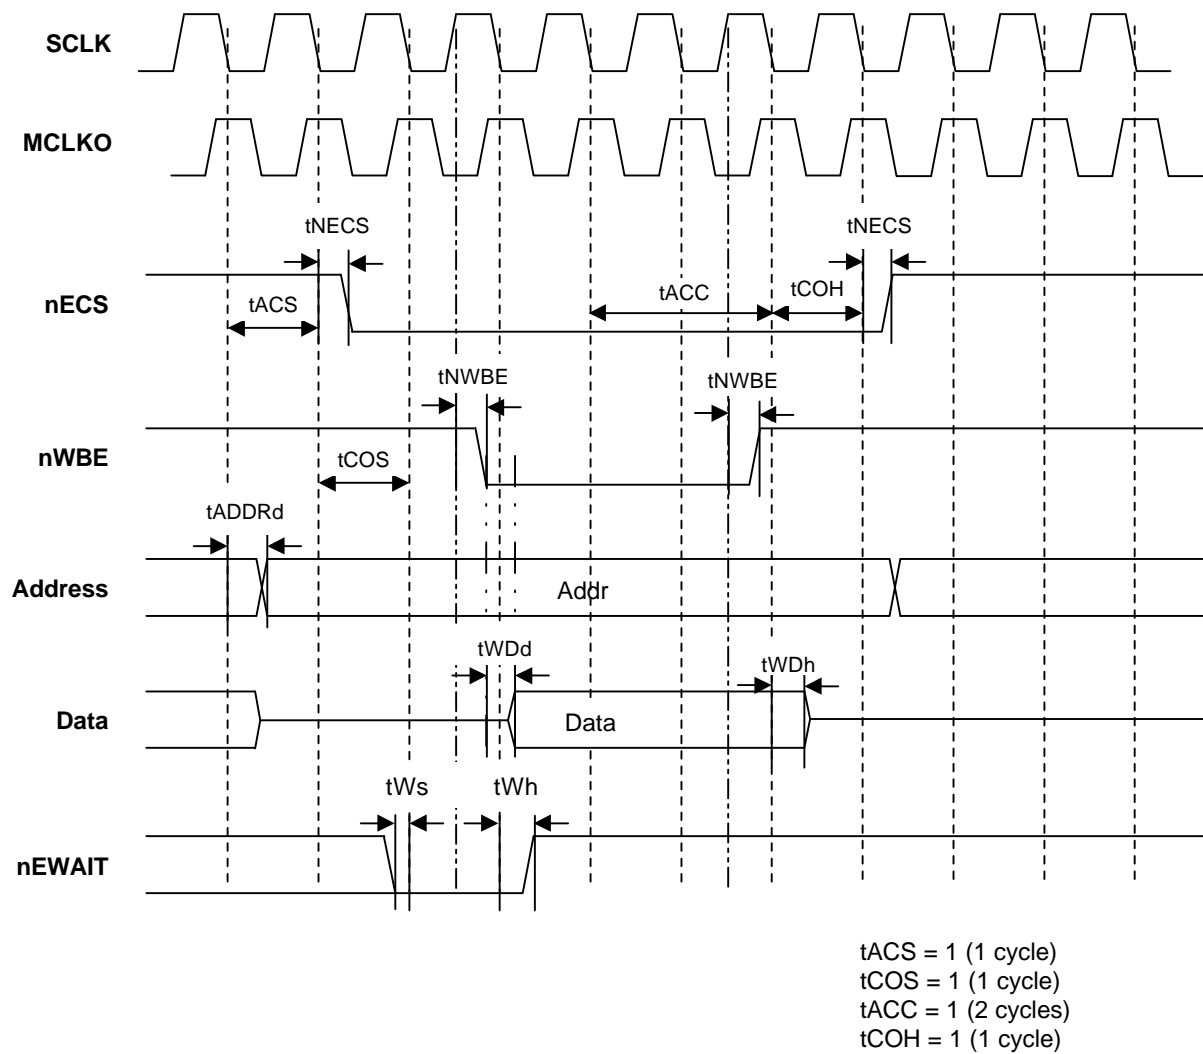 SCLK
MCLKO
tNECS
tNECS
nECS
tACS
tACC
tCOH
tNWBE
tNWBE
nWBE
tCOS
tADDRd
Address
Addr
tWDd
tWDh
Data
Data
tWs
tWh
nEWAIT
tACS = 1 (1 cycle)
tCOS = 1 (1 cycle)
tACC = 1 (2 cycles)
tCOH = 1 (1 cycle)